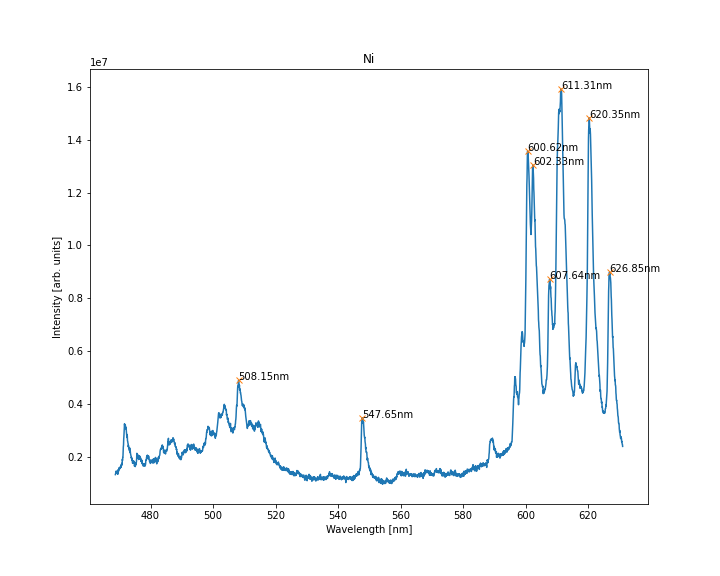 Ni
1e7
1.6
1.4
1.2
1.0
0.8
0.6
0.4
0.2
Intensity [arb. units]
611.31nm
620.35nm
600.62nm
602.33nm
626.85nm
607.64nm
508.15nm
547.65nm
480 500 520 540 560 580 600 620
Wavelength [nm]